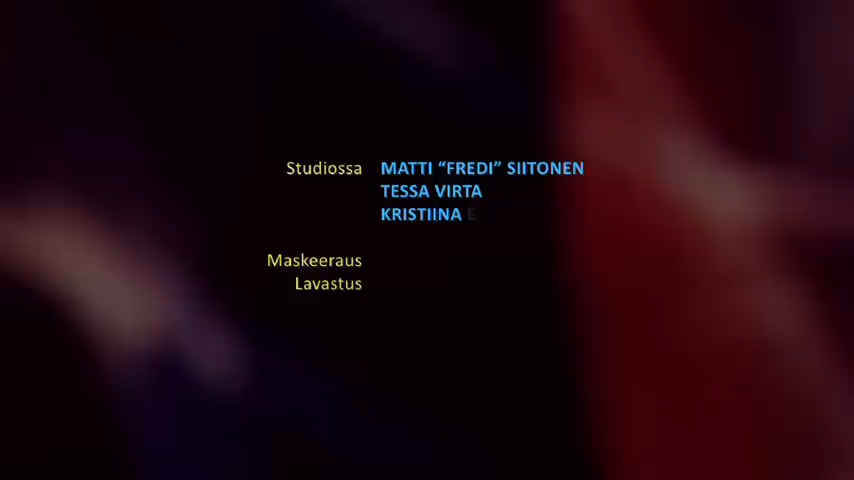 Studiossa MATTI “FREDI” SIITONEN
TESSA VIRTA
KRISTIINA E
Maskeeraus
Lavastus